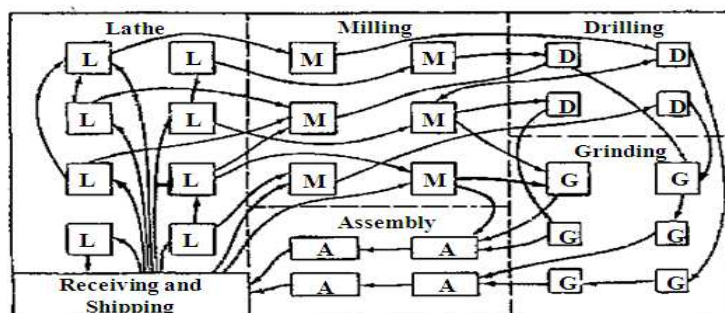 Lathe Milling Drilling
L L M M D D
L L M M D D
Grinding
L L M M G G
Assembly
L L A A G G
Receiving and A A G G
Shipping